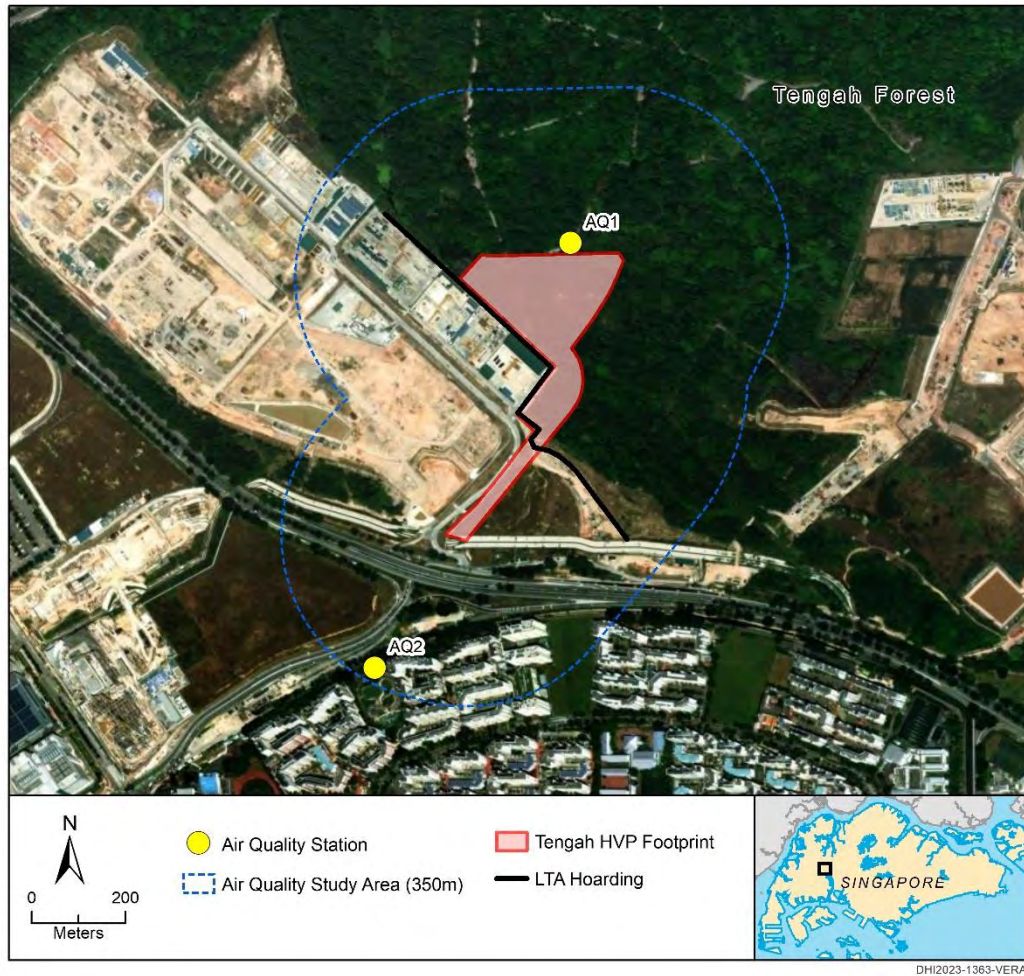 Tengah Forest
AQ1
AQ2
N
0 200
Meters
Air Quality Station
Air Quality Study Area (350m)
Tengah HVP Footprint
LTA Hoarding
SINGAPORE
DHI2023-1363-VERA